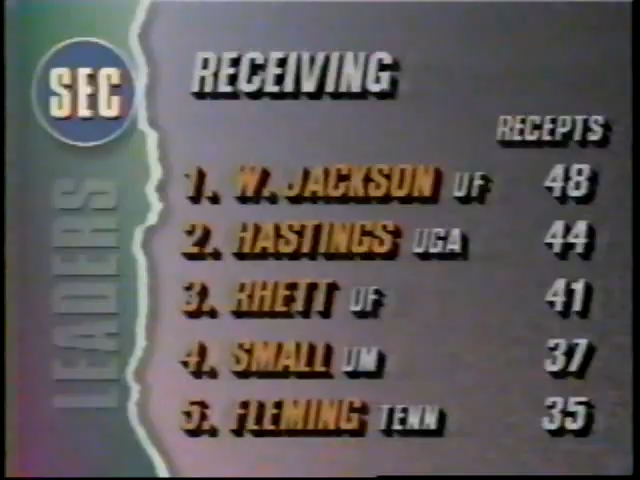 SEC
LEADERS
RECEIVING
RECEPTS
1. W. JACKSON UF 48
2. HASTINGS UGA 44
3. RHETT UF 41
4. SMALL UM 37
5. FLEMING TENN 35